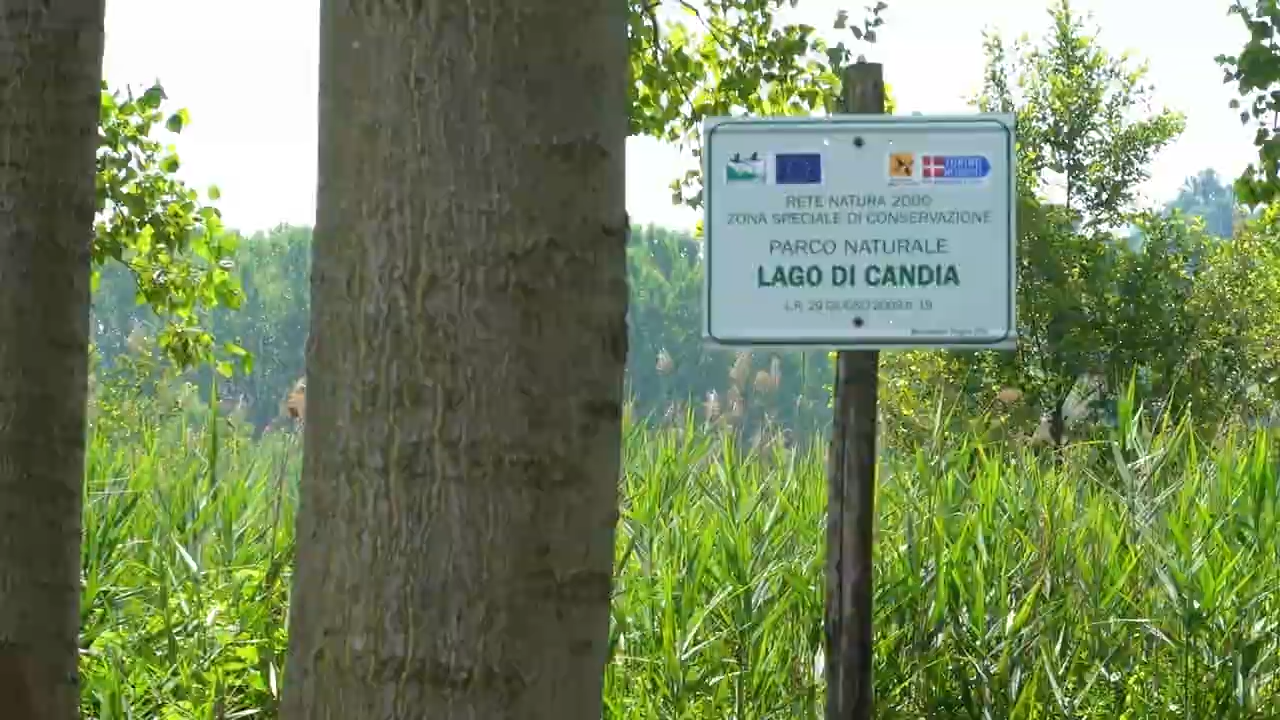 RETE NATURA 2000
ZONA SPECIALE DI CONSERVAZIONE
PARCO NATURALE
LAGO DI CANDIA
L.R. 29 GIUGNO 2009 n. 19